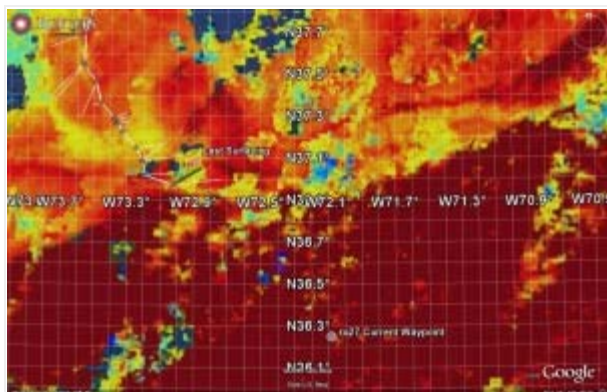 N37.7°
N37.5°
N37.3°
Last Surfacing
N37.1°
W73.7°
W73.3°
W72.9°
W72.5°
W72.1°
W71.7°
W71.3°
W70.9°
N36.7°
N36.5°
N36.3°
ru27 Current Waypoint
N36.1°
Google